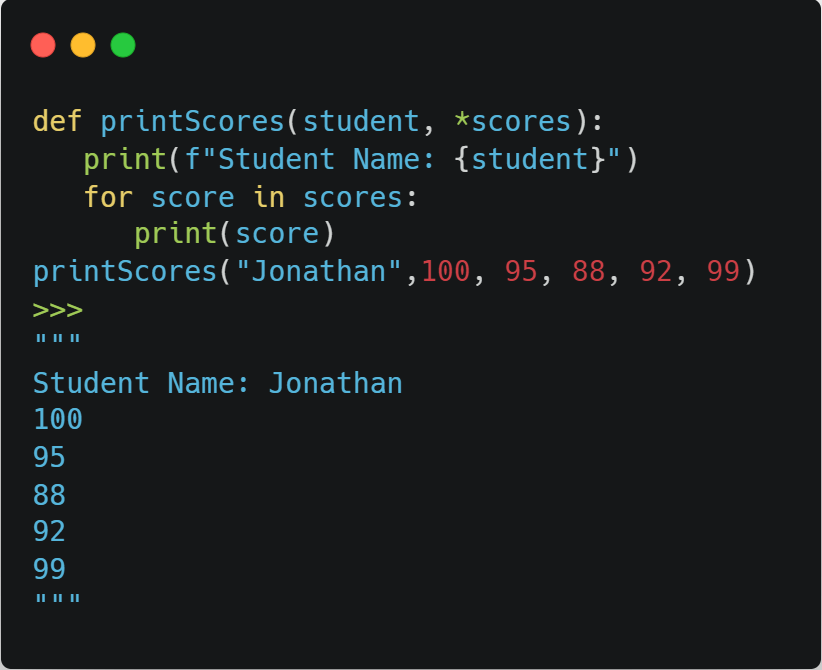 def printScores(student, *scores):
   print(f"Student Name: {student}")
   for score in scores:
      print(score)
printScores("Jonathan",100, 95, 88, 92, 99)
>>>
"""
Student Name: Jonathan
100
95
88
92
99
"""